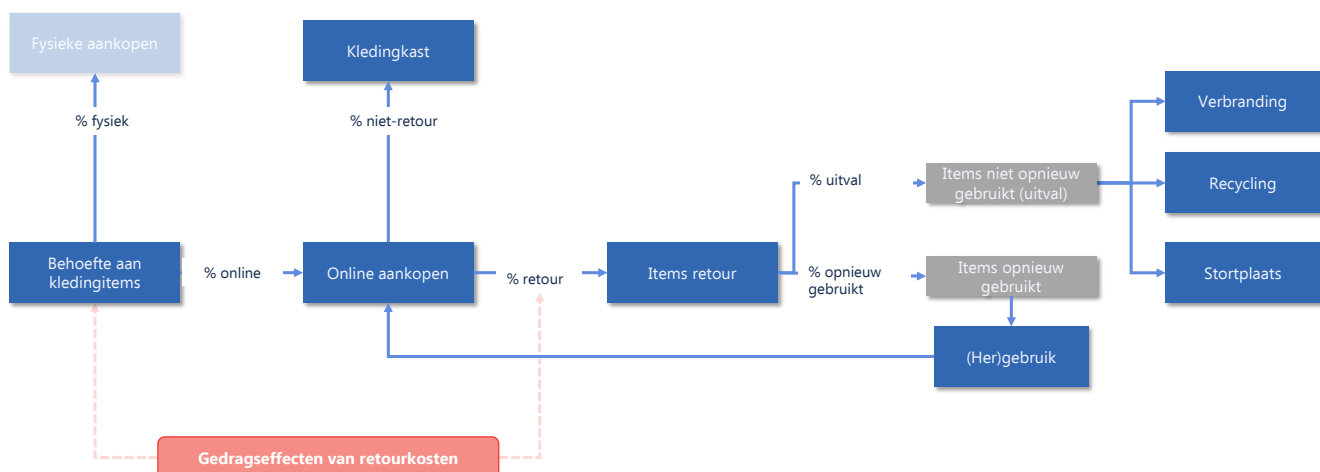 Fysieke aankopen
Kledingkast
Verbranding
% fysiek
% niet-retour
% uitval
Items niet opnieuw
gebruikt (uitval)
Recycling
Behoefte aan
kledingitems
% online
Online aankopen
% retour
Items retour
% opnieuw
gebruikt
Items opnieuw
gebruikt
Stortplaats
(Her)gebruik
Gedragseffecten van retourkosten